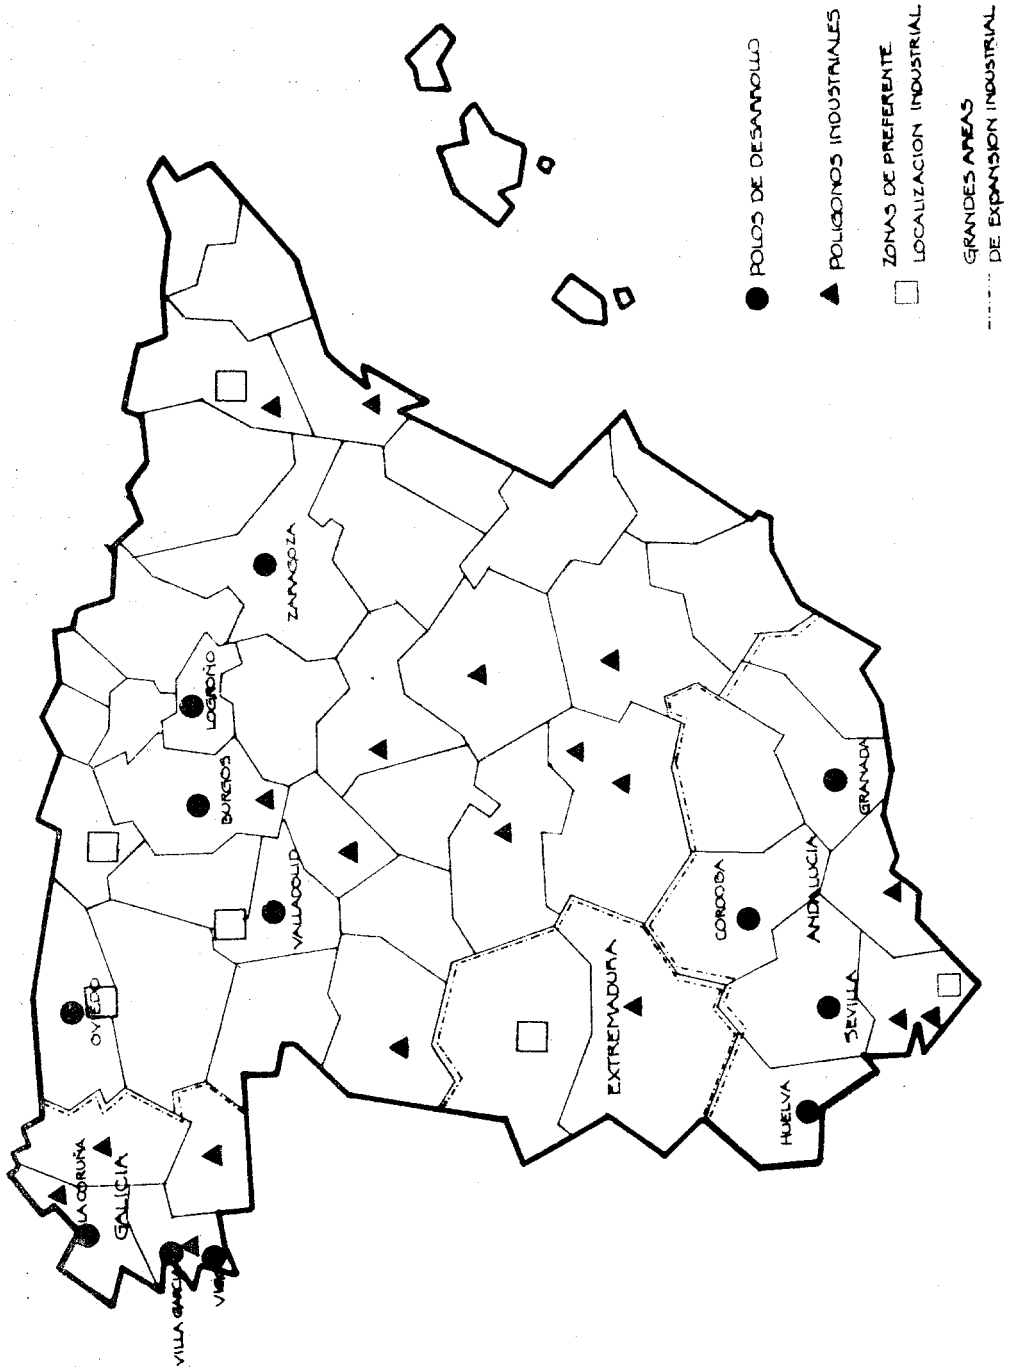 LA CORUÑA
GALICIA
VILLA GARCIA
OVIEDO
BURGOS
LOGROÑO
VALLADOLID
ZARAGOZA
EXTREMADURA
HUELVA
SEVILLA
CORDOBA
ANDALUCIA
GRANADA
POLOS DE DESARROLLO
POLIGONOS INDUSTRIALES
ZONAS DE PREFERENTE
LOCALIZACION INDUSTRIAL
GRANDES AREAS
DE EXPANSION INDUSTRIAL